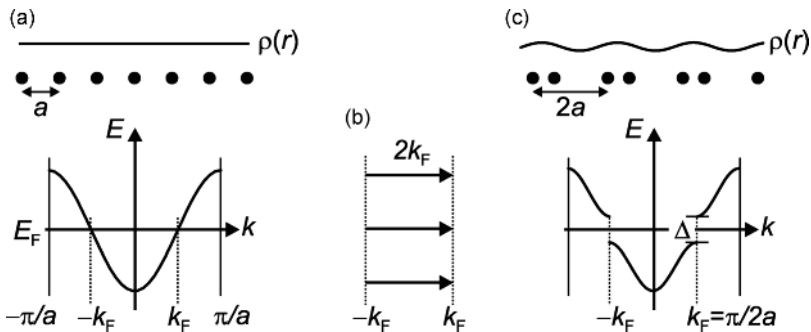 (a)
ρ(r)
a
E
E_F
k
−π/a
−k_F
k_F
π/a
(b)
2k_F
−k_F
k_F
(c)
ρ(r)
2a
E
Δ
k
−k_F
k_F=π/2a